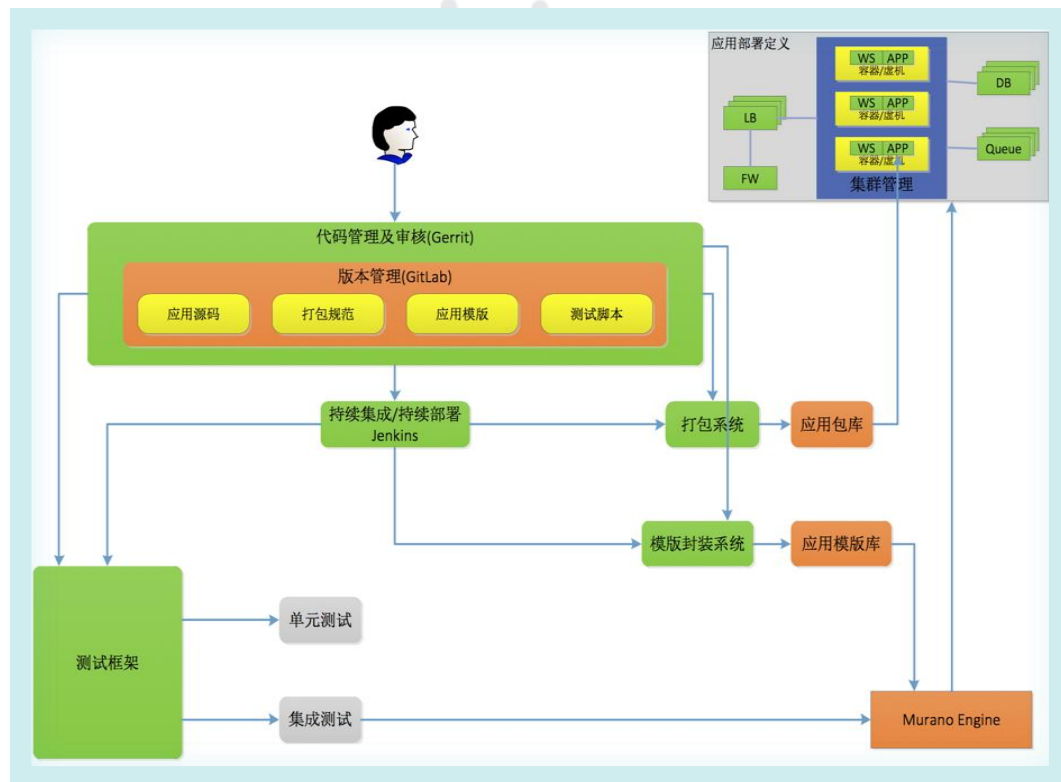 应用部署定义
WS APP
容器/虚机
WS APP
容器/虚机
WS APP
容器/虚机
集群管理
LB
FW
DB
Queue
代码管理及审核(Gerrit)
版本管理(GitLab)
应用源码
打包规范
应用模版
测试脚本
持续集成/持续部署
Jenkins
打包系统
应用包库
模版封装系统
应用模版库
测试框架
单元测试
集成测试
Murano Engine